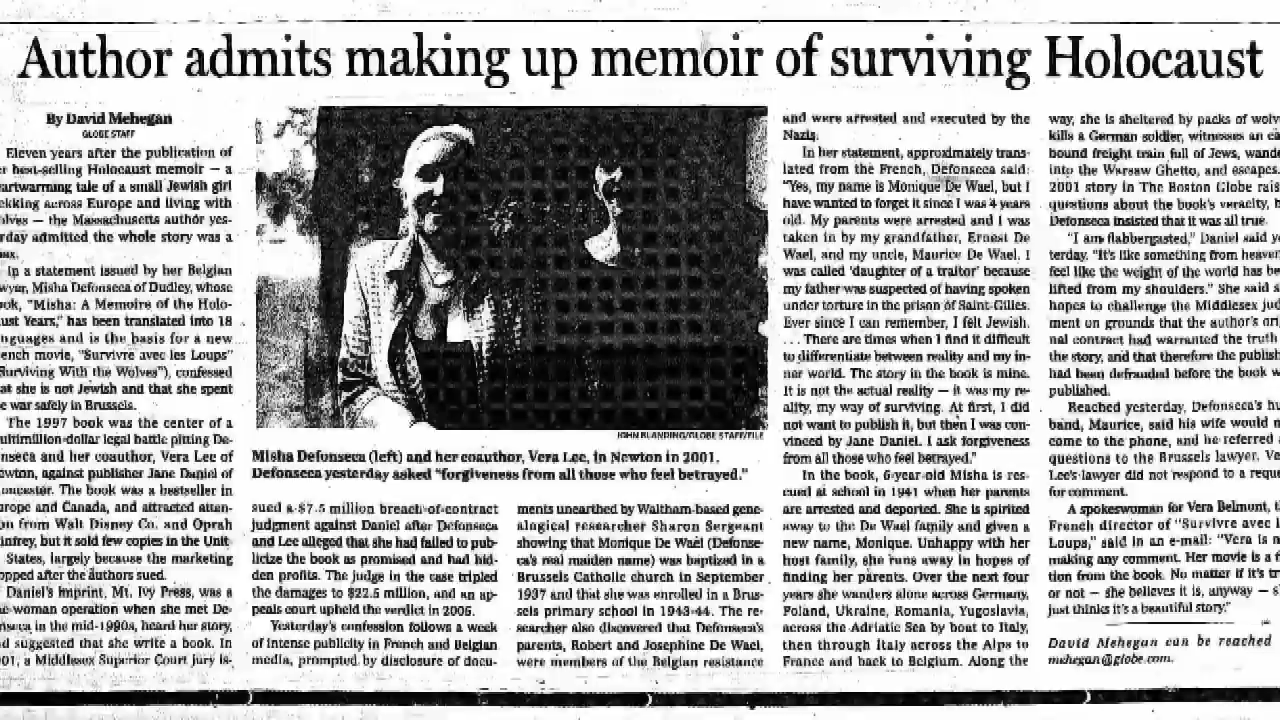 Author admits making up memoir of surviving Holocaust
By David Mehegan
GLOBE STAFF
Eleven years after the publication of
best-selling Holocaust memoir — a
tale of a small Jewish girl
across Europe and living with
— the Massachusetts author
admitted the whole story was a
In a statement issued by her Belgian
Misha Defonseca of Dudley, whose
"Misha: A Memoire of the Holo-
Years," has been translated into 18
and is the basis for a new
movie, "Survivre avec les Loups"
Surviving With the Wolves"), confessed
she is not Jewish and that she spent
war safely in Brussels.
The 1997 book was the center of a
legal battle pitting De-
and her coauthor, Vera Lee of
against publisher Jane Daniel of
The book was a bestseller in
and Canada, and attracted atten-
from Walt Disney Co. and Oprah
but it sold few copies in the Unit-
States, largely because the marketing
after the authors sued.
Daniel's imprint, Mt. Ivy Press, was a
operation when she met De-
in the mid-1990s, heard her story,
suggested that she write a book. In
a Middlesex Superior Court jury is-
JOHN BLANDING/GLOBE STAFF/FILE
Misha Defonseca (left) and her coauthor, Vera Lee, in Newton in 2001.
Defonseca yesterday asked "forgiveness from all those who feel betrayed."
sued a $7.5 million breach-of-contract
judgment against Daniel after Defonseca
and Lee alleged that she had failed to pub-
licize the book as promised and had hid-
den profits. The judge in the case tripled
the damages to $22.5 million, and an ap-
peals court upheld the verdict in 2005.
Yesterday's confession follows a week
of intense publicity in French and Belgian
media, prompted by disclosure of docu-
ments unearthed by Waltham-based gene-
alogical researcher Sharon Sergeant
showing that Monique De Wael (Defonse-
ca's real maiden name) was baptized in a
Brussels Catholic church in September
1937 and that she was enrolled in a Brus-
sels primary school in 1943-44. The re-
searcher also discovered that Defonseca's
parents, Robert and Josephine De Wael,
were members of the Belgian resistance
and were arrested and executed by the
Nazis.
In her statement, approximately trans-
lated from the French, Defonseca said:
"Yes, my name is Monique De Wael, but I
have wanted to forget it since I was 4 years
old. My parents were arrested and I was
taken in by my grandfather, Ernest De
Wael, and my uncle, Maurice De Wael. I
was called 'daughter of a traitor' because
my father was suspected of having spoken
under torture in the prison of Saint-Gilles.
Ever since I can remember, I felt Jewish.
. . . There are times when I find it difficult
to differentiate between reality and my in-
ner world. The story in the book is mine.
It is not the actual reality — it was my re-
ality, my way of surviving. At first, I did
not want to publish it, but then I was con-
vinced by Jane Daniel. I ask forgiveness
from all those who feel betrayed."
In the book, 6-year-old Misha is res-
cued at school in 1941 when her parents
are arrested and deported. She is spirited
away to the De Wael family and given a
new name, Monique. Unhappy with her
host family, she runs away in hopes of
finding her parents. Over the next four
years she wanders alone across Germany,
Poland, Ukraine, Romania, Yugoslavia,
across the Adriatic Sea by boat to Italy,
then through Italy across the Alps to
France and back to Belgium. Along the
way, she is sheltered by packs of
kills a German soldier, witnesses an
bound freight train full of Jews,
into the Warsaw Ghetto, and escapes.
2001 story in The Boston Globe
questions about the book's veracity,
Defonseca insisted that it was all true.
"I am flabbergasted," Daniel said
terday. "It's like something from heaven
feel like the weight of the world has
lifted from my shoulders." She said
hopes to challenge the Middlesex
ment on grounds that the author's
nal contract had warranted the truth
the story, and that therefore the
had been defrauded before the book
published.
Reached yesterday, Defonseca's
band, Maurice, said his wife would
come to the phone, and he referred
questions to the Brussels lawyer.
Lee's lawyer did not respond to a
for comment.
A spokeswoman for Vera Belmont,
French director of "Survivre avec
Loups," said in an e-mail: "Vera is
making any comment. Her movie is a
tion from the book. No matter if it's
or not — she believes it, anyway —
just thinks it's a beautiful story."
David Mehegan can be reached
mehegan@globe.com.